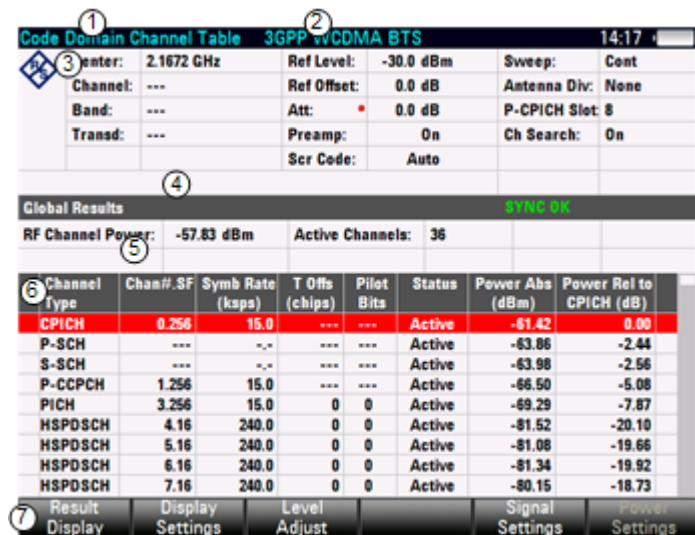 1 2
Code Domain Channel Table 3GPP WCDMA BTS 14:17
3 Center: 2.1672 GHz Ref Level: -30.0 dBm Sweep: Cont
Channel: --- Ref Offset: 0.0 dB Antenna Div: None
Band: --- Att: 0.0 dB P-CPICH Slot: 8
Transd: --- Preamp: On Ch Search: On
Scr Code: Auto
4
Global Results SYNC OK
RF Channel Power: -57.83 dBm Active Channels: 36
5
6 Channel Type Chan#.SF Symb Rate (ksps) T Offs (chips) Pilot Bits Status Power Abs (dBm) Power Rel to CPICH (dB)
CPICH 0.256 15.0 --- --- Active -61.42 0.00
P-SCH --- -.- --- --- Active -63.86 -2.44
S-SCH --- -.- --- --- Active -63.98 -2.56
P-CCPCH 1.256 15.0 --- --- Active -66.50 -5.08
PICH 3.256 15.0 0 0 Active -69.29 -7.87
HSPDSCH 4.16 240.0 0 0 Active -81.52 -20.10
HSPDSCH 5.16 240.0 0 0 Active -81.08 -19.66
HSPDSCH 6.16 240.0 0 0 Active -81.34 -19.92
HSPDSCH 7.16 240.0 0 0 Active -80.15 -18.73
7 Result Display Display Settings Level Adjust Signal Settings Power Settings